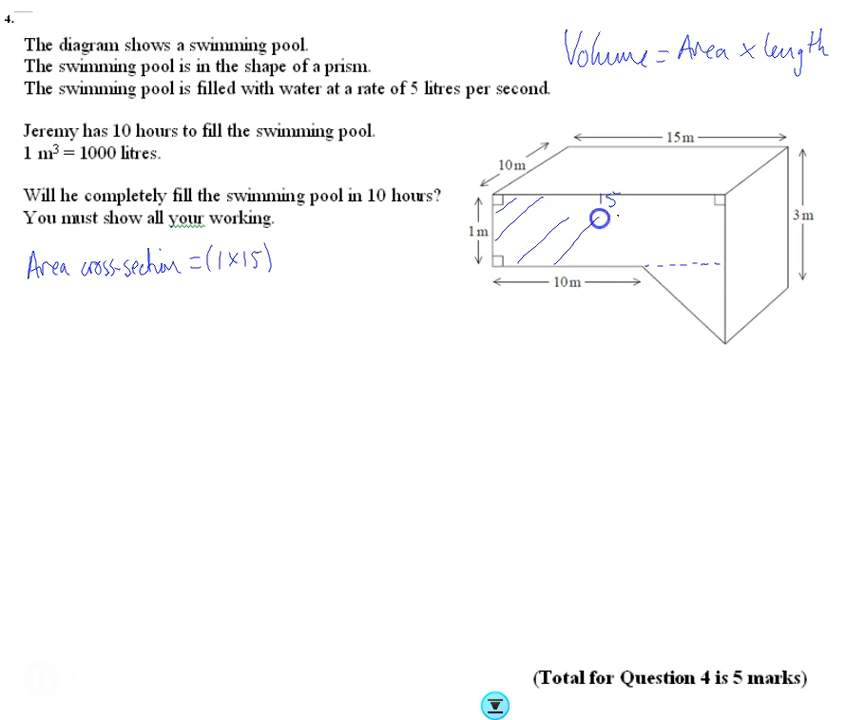 4.
The diagram shows a swimming pool.
The swimming pool is in the shape of a prism.
The swimming pool is filled with water at a rate of 5 litres per second.
Volume = Area × length
Jeremy has 10 hours to fill the swimming pool.
1 m³ = 1000 litres.
Will he completely fill the swimming pool in 10 hours?
You must show all your working.
Area cross-section = (1×15)
15m
10m
15
1m
3m
10m
(Total for Question 4 is 5 marks)